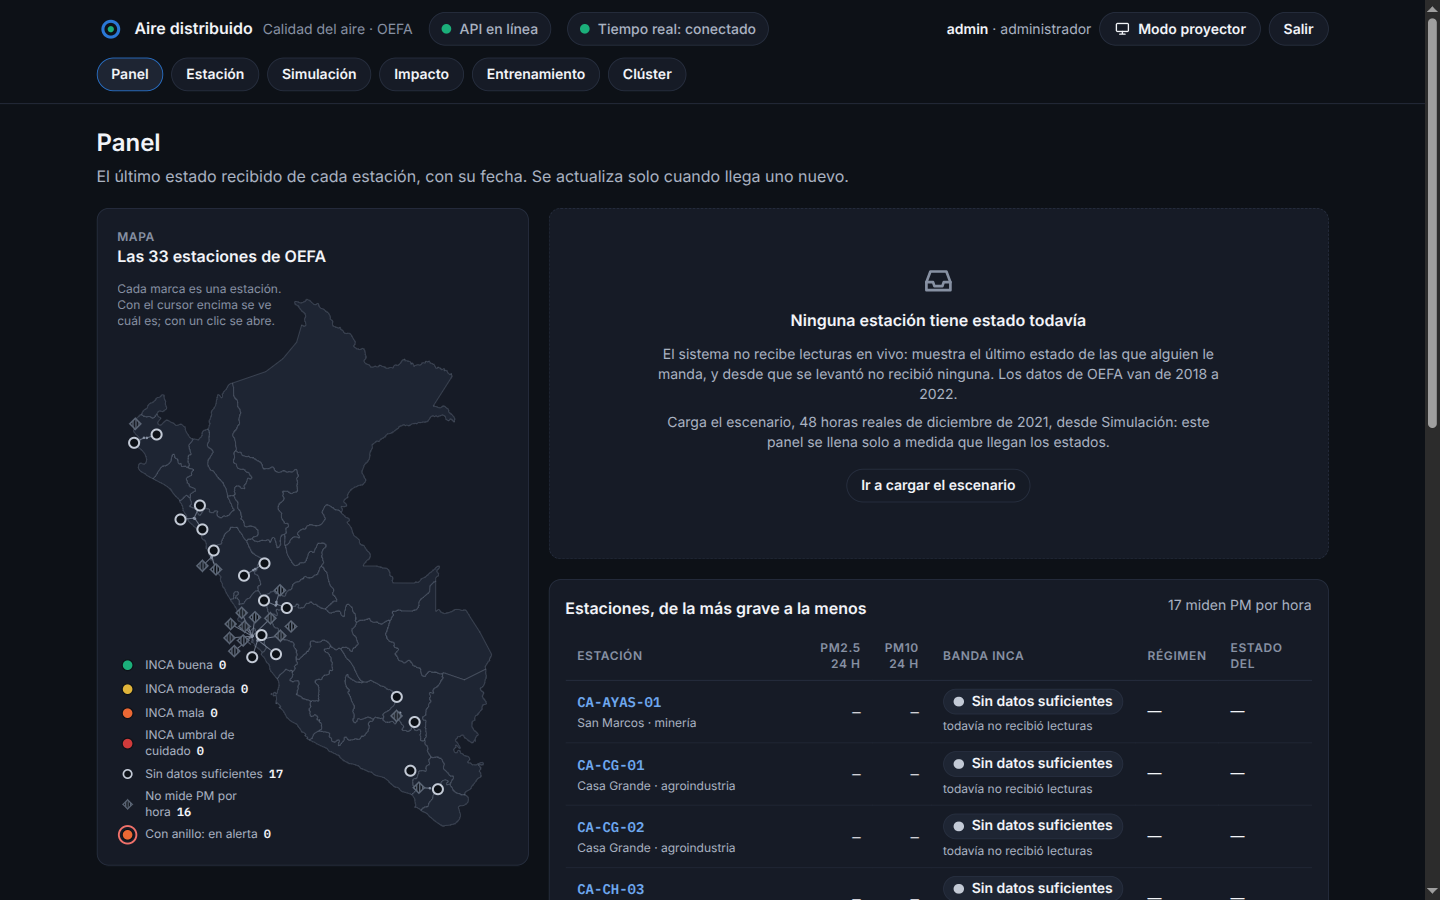 Aire distribuido Calidad del aire · OEFA API en línea Tiempo real: conectado admin · administrador Modo proyector Salir
Panel Estación Simulación Impacto Entrenamiento Clúster
Panel
El último estado recibido de cada estación, con su fecha. Se actualiza solo cuando llega uno nuevo.
MAPA
Las 33 estaciones de OEFA
Cada marca es una estación.
Con el cursor encima se ve
cuál es; con un clic se abre.
INCA buena 0
INCA moderada 0
INCA mala 0
INCA umbral de
cuidado 0
Sin datos suficientes 17
No mide PM por
hora 16
Con anillo: en alerta 0
Ninguna estación tiene estado todavía
El sistema no recibe lecturas en vivo: muestra el último estado de las que alguien le
manda, y desde que se levantó no recibió ninguna. Los datos de OEFA van de 2018 a
2022.
Carga el escenario, 48 horas reales de diciembre de 2021, desde Simulación: este
panel se llena solo a medida que llegan los estados.
Ir a cargar el escenario
Estaciones, de la más grave a la menos 17 miden PM por hora
ESTACIÓN PM2.5 24 H PM10 24 H BANDA INCA RÉGIMEN ESTADO DEL
CA-AYAS-01 — — Sin datos suficientes — —
San Marcos · minería todavía no recibió lecturas
CA-CG-01 — — Sin datos suficientes — —
Casa Grande · agroindustria todavía no recibió lecturas
CA-CG-02 — — Sin datos suficientes — —
Casa Grande · agroindustria todavía no recibió lecturas
CA-CH-03 — — Sin datos suficientes — —